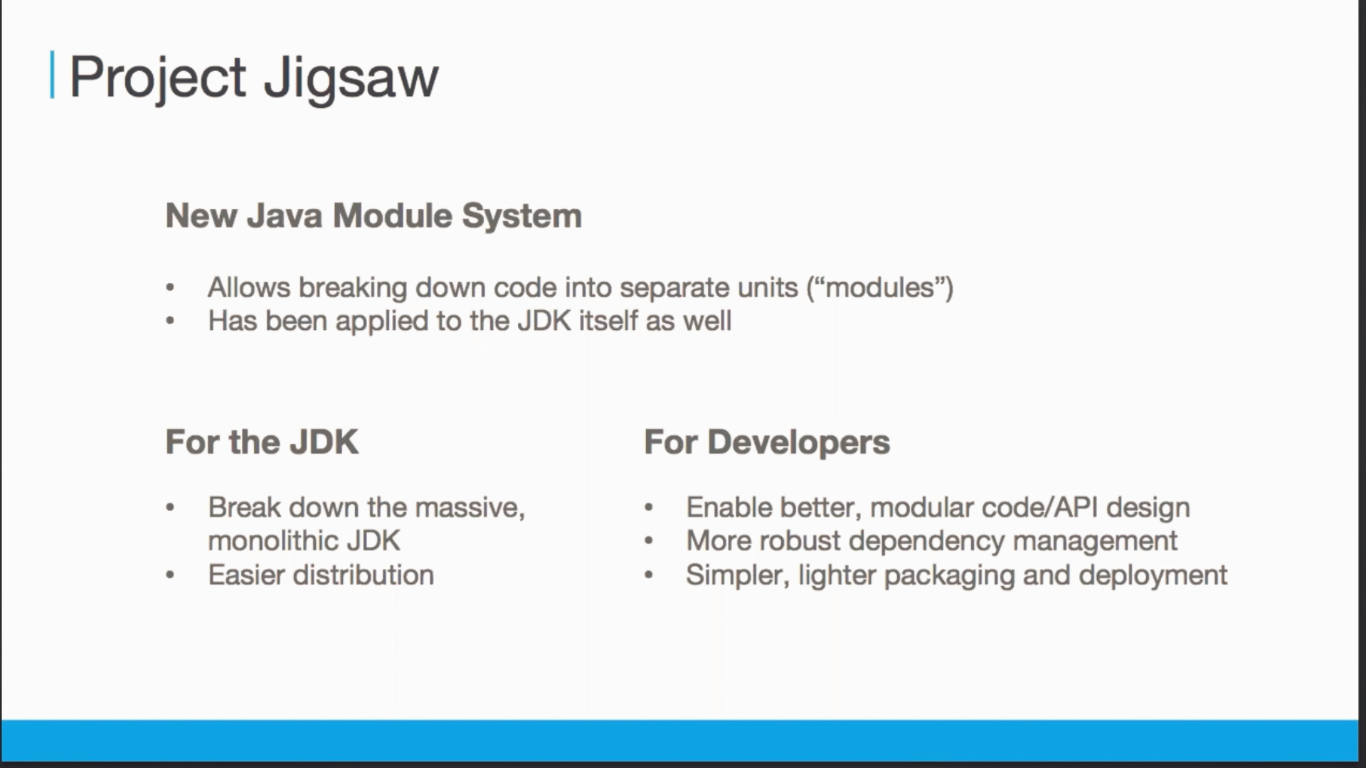 Project Jigsaw
New Java Module System
• Allows breaking down code into separate units (“modules”)
• Has been applied to the JDK itself as well
For the JDK
• Break down the massive,
monolithic JDK
• Easier distribution
For Developers
• Enable better, modular code/API design
• More robust dependency management
• Simpler, lighter packaging and deployment